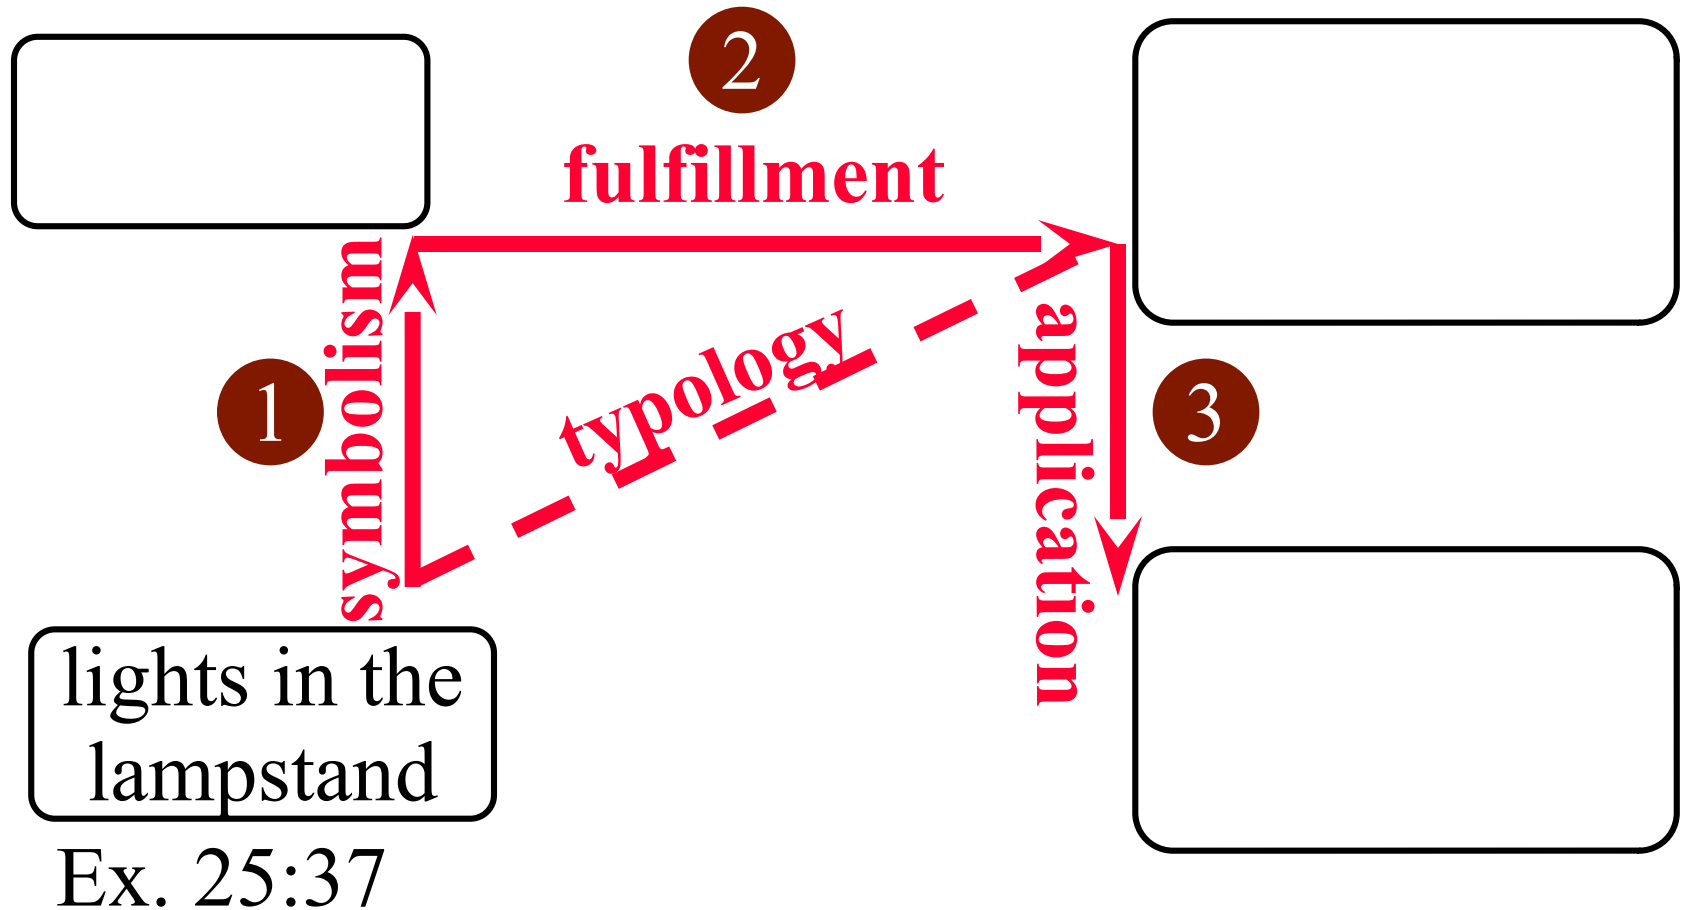 2
fulfillment
symbolism
1
typology
application
3
lights in the
lampstand
Ex. 25:37